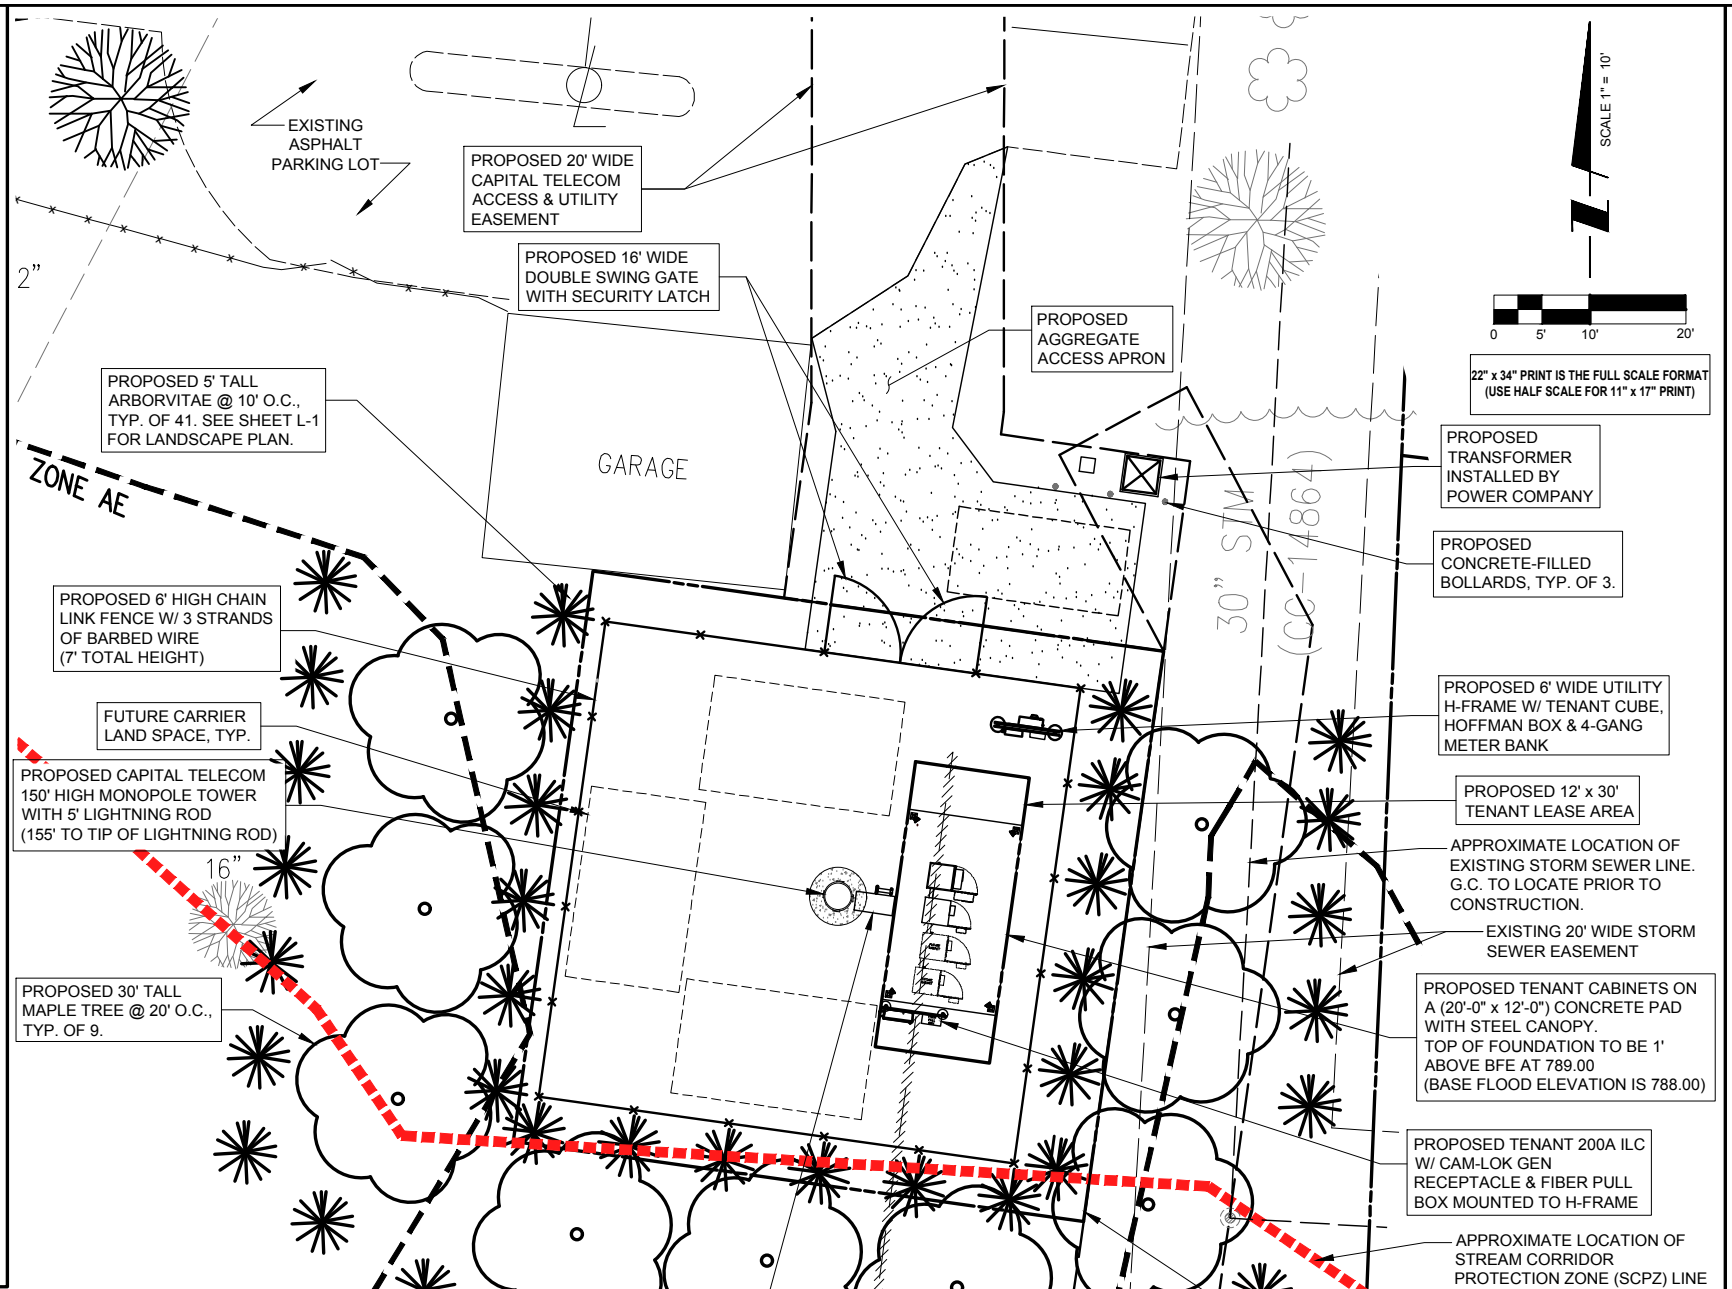 EXISTING
ASPHALT
PARKING LOT
PROPOSED 20' WIDE
CAPITAL TELECOM
ACCESS & UTILITY
EASEMENT
SCALE 1" = 10'
N
PROPOSED 16' WIDE
DOUBLE SWING GATE
WITH SECURITY LATCH
2"
PROPOSED
AGGREGATE
ACCESS APRON
0 5' 10' 20'
22" x 34" PRINT IS THE FULL SCALE FORMAT
(USE HALF SCALE FOR 11" x 17" PRINT)
PROPOSED 5' TALL
ARBORVITAE @ 10' O.C.,
TYP. OF 41. SEE SHEET L-1
FOR LANDSCAPE PLAN.
GARAGE
ZONE AE
PROPOSED
TRANSFORMER
INSTALLED BY
POWER COMPANY
30" STM
(CC-14864)
PROPOSED
CONCRETE-FILLED
BOLLARDS, TYP. OF 3.
PROPOSED 6' HIGH CHAIN
LINK FENCE W/ 3 STRANDS
OF BARBED WIRE
(7' TOTAL HEIGHT)
FUTURE CARRIER
LAND SPACE, TYP.
PROPOSED 6' WIDE UTILITY
H-FRAME W/ TENANT CUBE,
HOFFMAN BOX & 4-GANG
METER BANK
PROPOSED CAPITAL TELECOM
150' HIGH MONOPOLE TOWER
WITH 5' LIGHTNING ROD
(155' TO TIP OF LIGHTNING ROD)
PROPOSED 12' x 30'
TENANT LEASE AREA
16"
APPROXIMATE LOCATION OF
EXISTING STORM SEWER LINE.
G.C. TO LOCATE PRIOR TO
CONSTRUCTION.
EXISTING 20' WIDE STORM
SEWER EASEMENT
PROPOSED 30' TALL
MAPLE TREE @ 20' O.C.,
TYP. OF 9.
PROPOSED TENANT CABINETS ON
A (20'-0" x 12'-0") CONCRETE PAD
WITH STEEL CANOPY.
TOP OF FOUNDATION TO BE 1'
ABOVE BFE AT 789.00
(BASE FLOOD ELEVATION IS 788.00)
PROPOSED TENANT 200A ILC
W/ CAM-LOK GEN
RECEPTACLE & FIBER PULL
BOX MOUNTED TO H-FRAME
APPROXIMATE LOCATION OF
STREAM CORRIDOR
PROTECTION ZONE (SCPZ) LINE